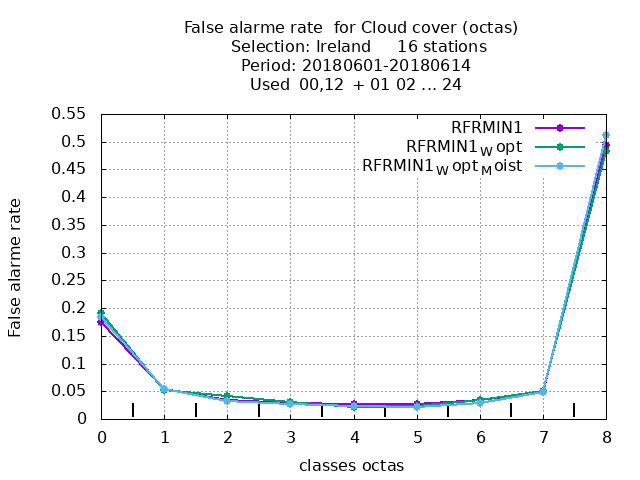 False alarme rate for Cloud cover (octas)
Selection: Ireland 16 stations
Period: 20180601-20180614
Used 00,12 + 01 02 ... 24
RFRMIN1
RFRMIN1W opt
RFRMIN1W optM oist
False alarme rate
0.55
0.5
0.45
0.4
0.35
0.3
0.25
0.2
0.15
0.1
0.05
0
0 1 2 3 4 5 6 7 8
classes octas